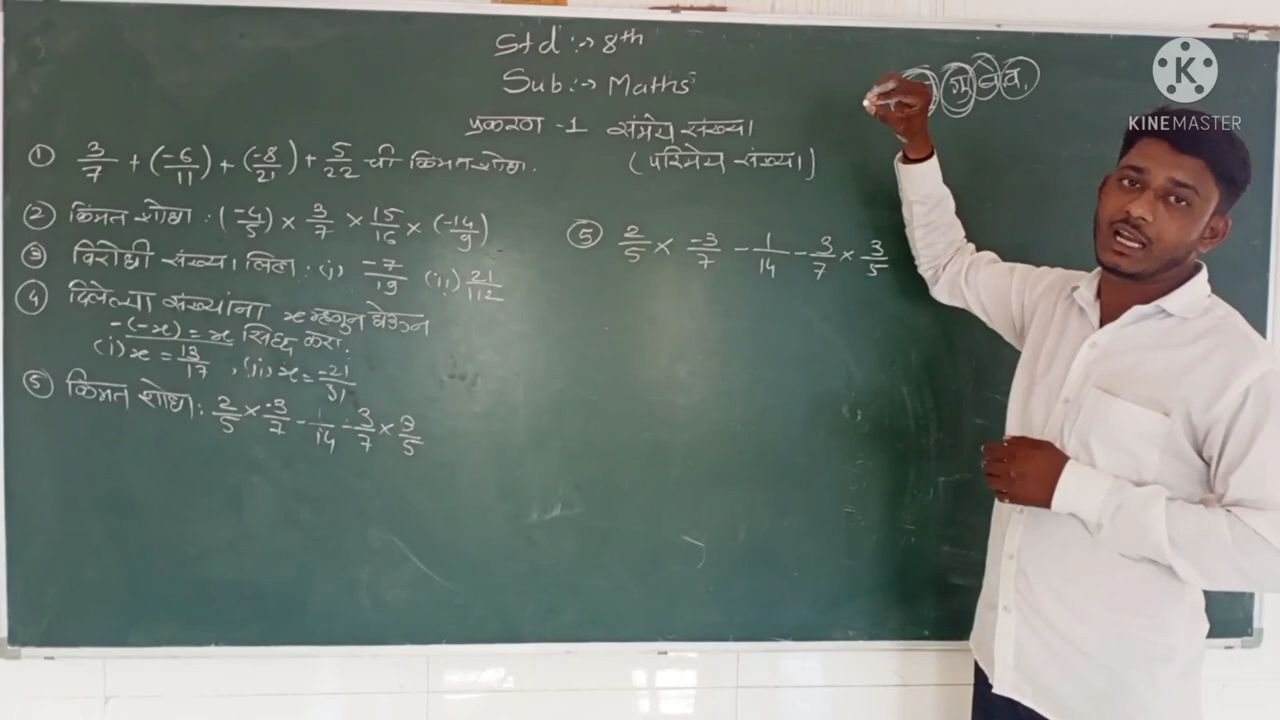 Std :→ 8th
Sub :→ Maths
प्रकरण -1 संमेय संख्या
(परिमेय संख्या)
① 3/7 + (-6/11) + (-8/21) + 5/22 ची किंमत शोधा.
② किंमत शोधा : (-4/5) × 3/7 × 15/16 × (-14/9)
③ विरोधी संख्या लिहा : (i) -7/19 (ii) 21/112
④ दिलेल्या संख्यांना x म्हणुन घेऊन
-(-x) = x सिद्ध करा.
(i) x = 13/17 , (ii) x = -21/31
⑤ किंमत शोधा : 2/5 × -3/7 - 1/14 - 3/7 × 3/5
⑤ 2/5 × -3/7 - 1/14 - 3/7 × 3/5
गु बे व.
KINEMASTER